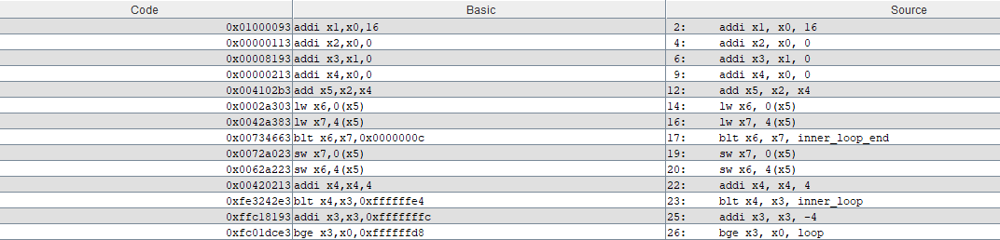 Code Basic Source
0x01000093 addi x1,x0,16 2: addi x1, x0, 16
0x00000113 addi x2,x0,0 4: addi x2, x0, 0
0x00008193 addi x3,x1,0 6: addi x3, x1, 0
0x00000213 addi x4,x0,0 9: addi x4, x0, 0
0x004102b3 add x5,x2,x4 12: add x5, x2, x4
0x0002a303 lw x6,0(x5) 14: lw x6, 0(x5)
0x0042a383 lw x7,4(x5) 16: lw x7, 4(x5)
0x00734663 blt x6,x7,0x0000000c 17: blt x6, x7, inner_loop_end
0x0072a023 sw x7,0(x5) 19: sw x7, 0(x5)
0x0062a223 sw x6,4(x5) 20: sw x6, 4(x5)
0x00420213 addi x4,x4,4 22: addi x4, x4, 4
0xfe3242e3 blt x4,x3,0xffffffe4 23: blt x4, x3, inner_loop
0xffc18193 addi x3,x3,0xfffffffc 25: addi x3, x3, -4
0xfc01dce3 bge x3,x0,0xffffffd8 26: bge x3, x0, loop